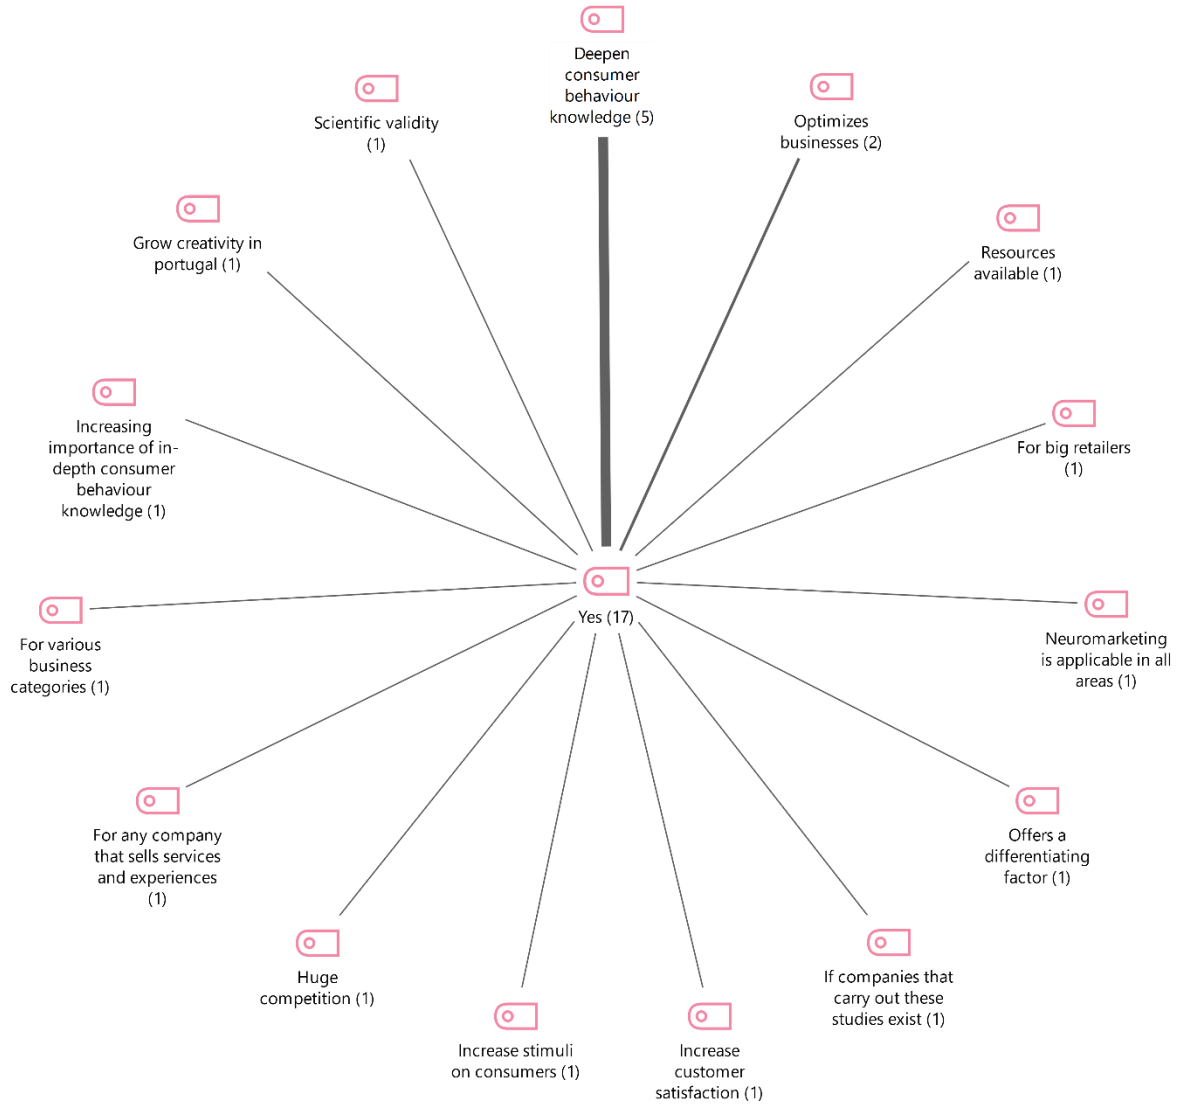 Deepen
consumer
behaviour
knowledge (5)
Optimizes
businesses (2)
Scientific validity
(1)
Grow creativity in
portugal (1)
Resources
available (1)
Increasing
importance of in-
depth consumer
behaviour
knowledge (1)
For big retailers
(1)
Yes (17)
For various
business
categories (1)
Neuromarketing
is applicable in all
areas (1)
For any company
that sells services
and experiences
(1)
Offers a
differentiating
factor (1)
Huge
competition (1)
If companies that
carry out these
studies exist (1)
Increase stimuli
on consumers (1)
Increase
customer
satisfaction (1)